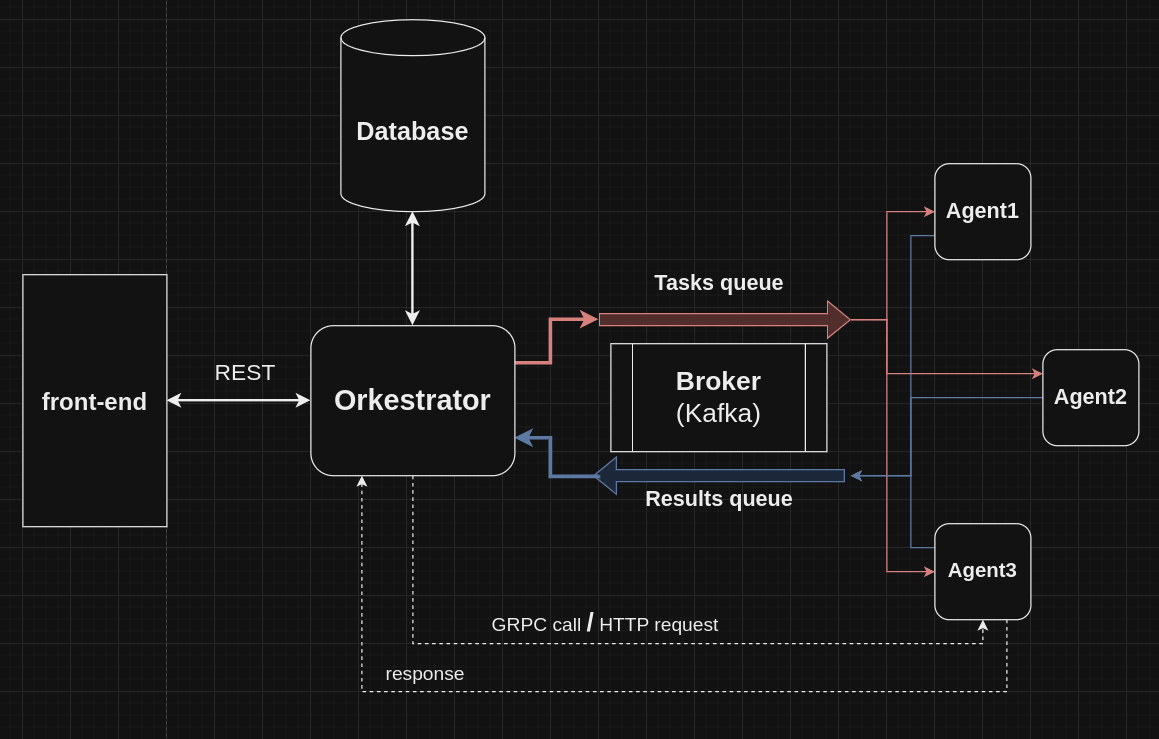 Database
Agent1
Tasks queue
REST
front-end
Orkestrator
Broker
(Kafka)
Agent2
Results queue
Agent3
GRPC call / HTTP request
response